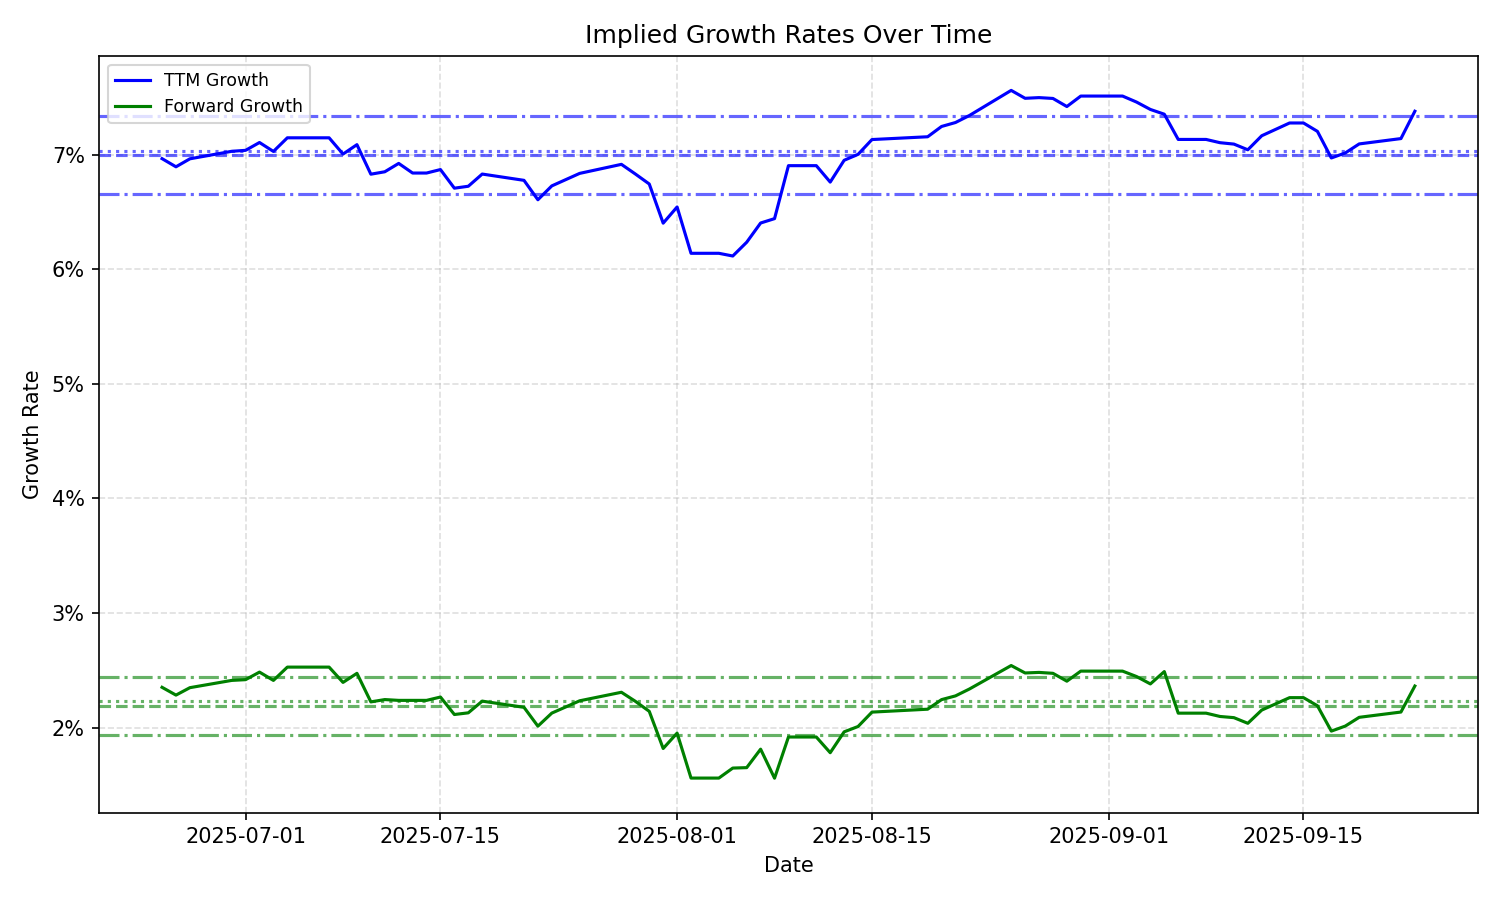 Implied Growth Rates Over Time
TTM Growth
Forward Growth
7%
6%
5%
4%
3%
2%
Growth Rate
2025-07-01
2025-07-15
2025-08-01
2025-08-15
2025-09-01
2025-09-15
Date